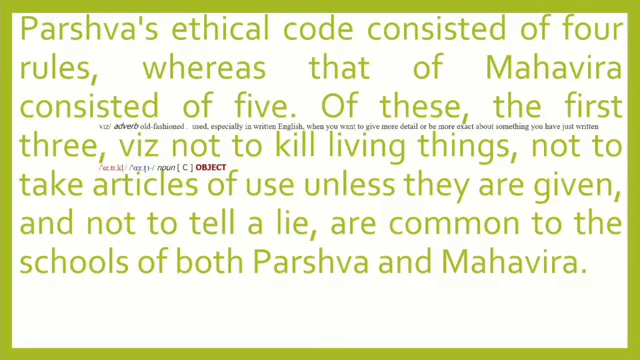 Parshva's ethical code consisted of four
rules, whereas that of Mahavira
consisted of five. Of these, the first
vɪz/ adverb old-fashioned . used, especially in written English, when you want to give more detail or be more exact about something you have just written
three, viz not to kill living things, not to
noun [ C ] OBJECT
take articles of use unless they are given,
and not to tell a lie, are common to the
schools of both Parshva and Mahavira.